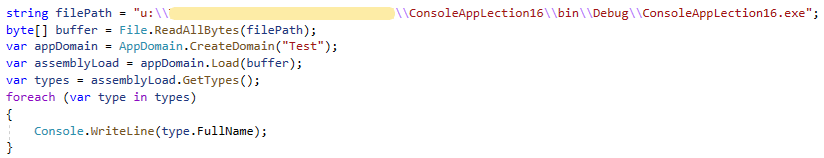 string filePath = "u:\\ \\ConsoleAppLection16\\bin\\Debug\\ConsoleAppLection16.exe";
byte[] buffer = File.ReadAllBytes(filePath);
var appDomain = AppDomain.CreateDomain("Test");
var assemblyLoad = appDomain.Load(buffer);
var types = assemblyLoad.GetTypes();
foreach (var type in types)
{
Console.WriteLine(type.FullName);
}